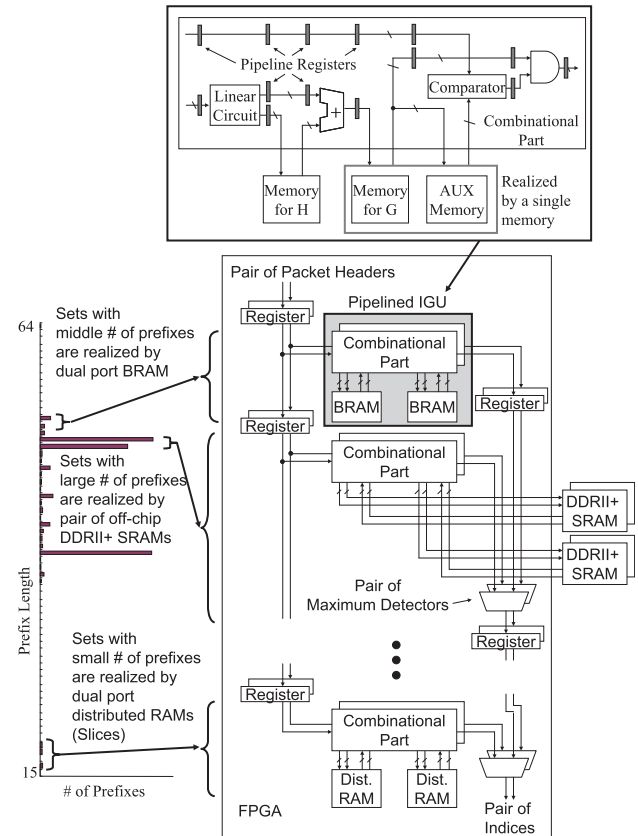 Pipeline Registers
Linear
Circuit
+
Comparator
Combinational
Part
Memory
for H
Memory
for G
AUX
Memory
Realized
by a single
memory
Pair of Packet Headers
Register
Pipelined IGU
Combinational
Part
BRAM
BRAM
Register
Register
Combinational
Part
DDRII+
SRAM
DDRII+
SRAM
Pair of
Maximum Detectors
Register
Register
Combinational
Part
Dist.
RAM
Dist.
RAM
Pair of
Indices
FPGA
64
Sets with
middle # of prefixes
are realized by
dual port BRAM
Sets with
large # of prefixes
are realized by
pair of off-chip
DDRII+ SRAMs
Prefix Length
Sets with
small # of prefixes
are realized by
dual port
distributed RAMs
(Slices)
15
# of Prefixes